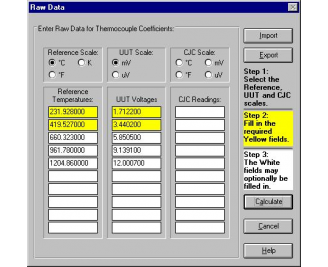 Raw Data
Enter Raw Data for Thermocouple Coefficients:
Reference Scale:
°C K
°F
UUT Scale:
mV
uV
CJC Scale:
°C mV
°F uV
Reference Temperatures:
231.928000
419.527000
660.323000
961.780000
1204.860000
UUT Voltages
1.712200
3.440200
5.850500
9.139100
12.000700
CJC Readings:
Import
Export
Step 1:
Select the
Reference,
UUT and CJC
scales.
Step 2:
Fill in the
required
Yellow fields.
Step 3:
The White
fields may
optionally be
filled in.
Calculate
Cancel
Help